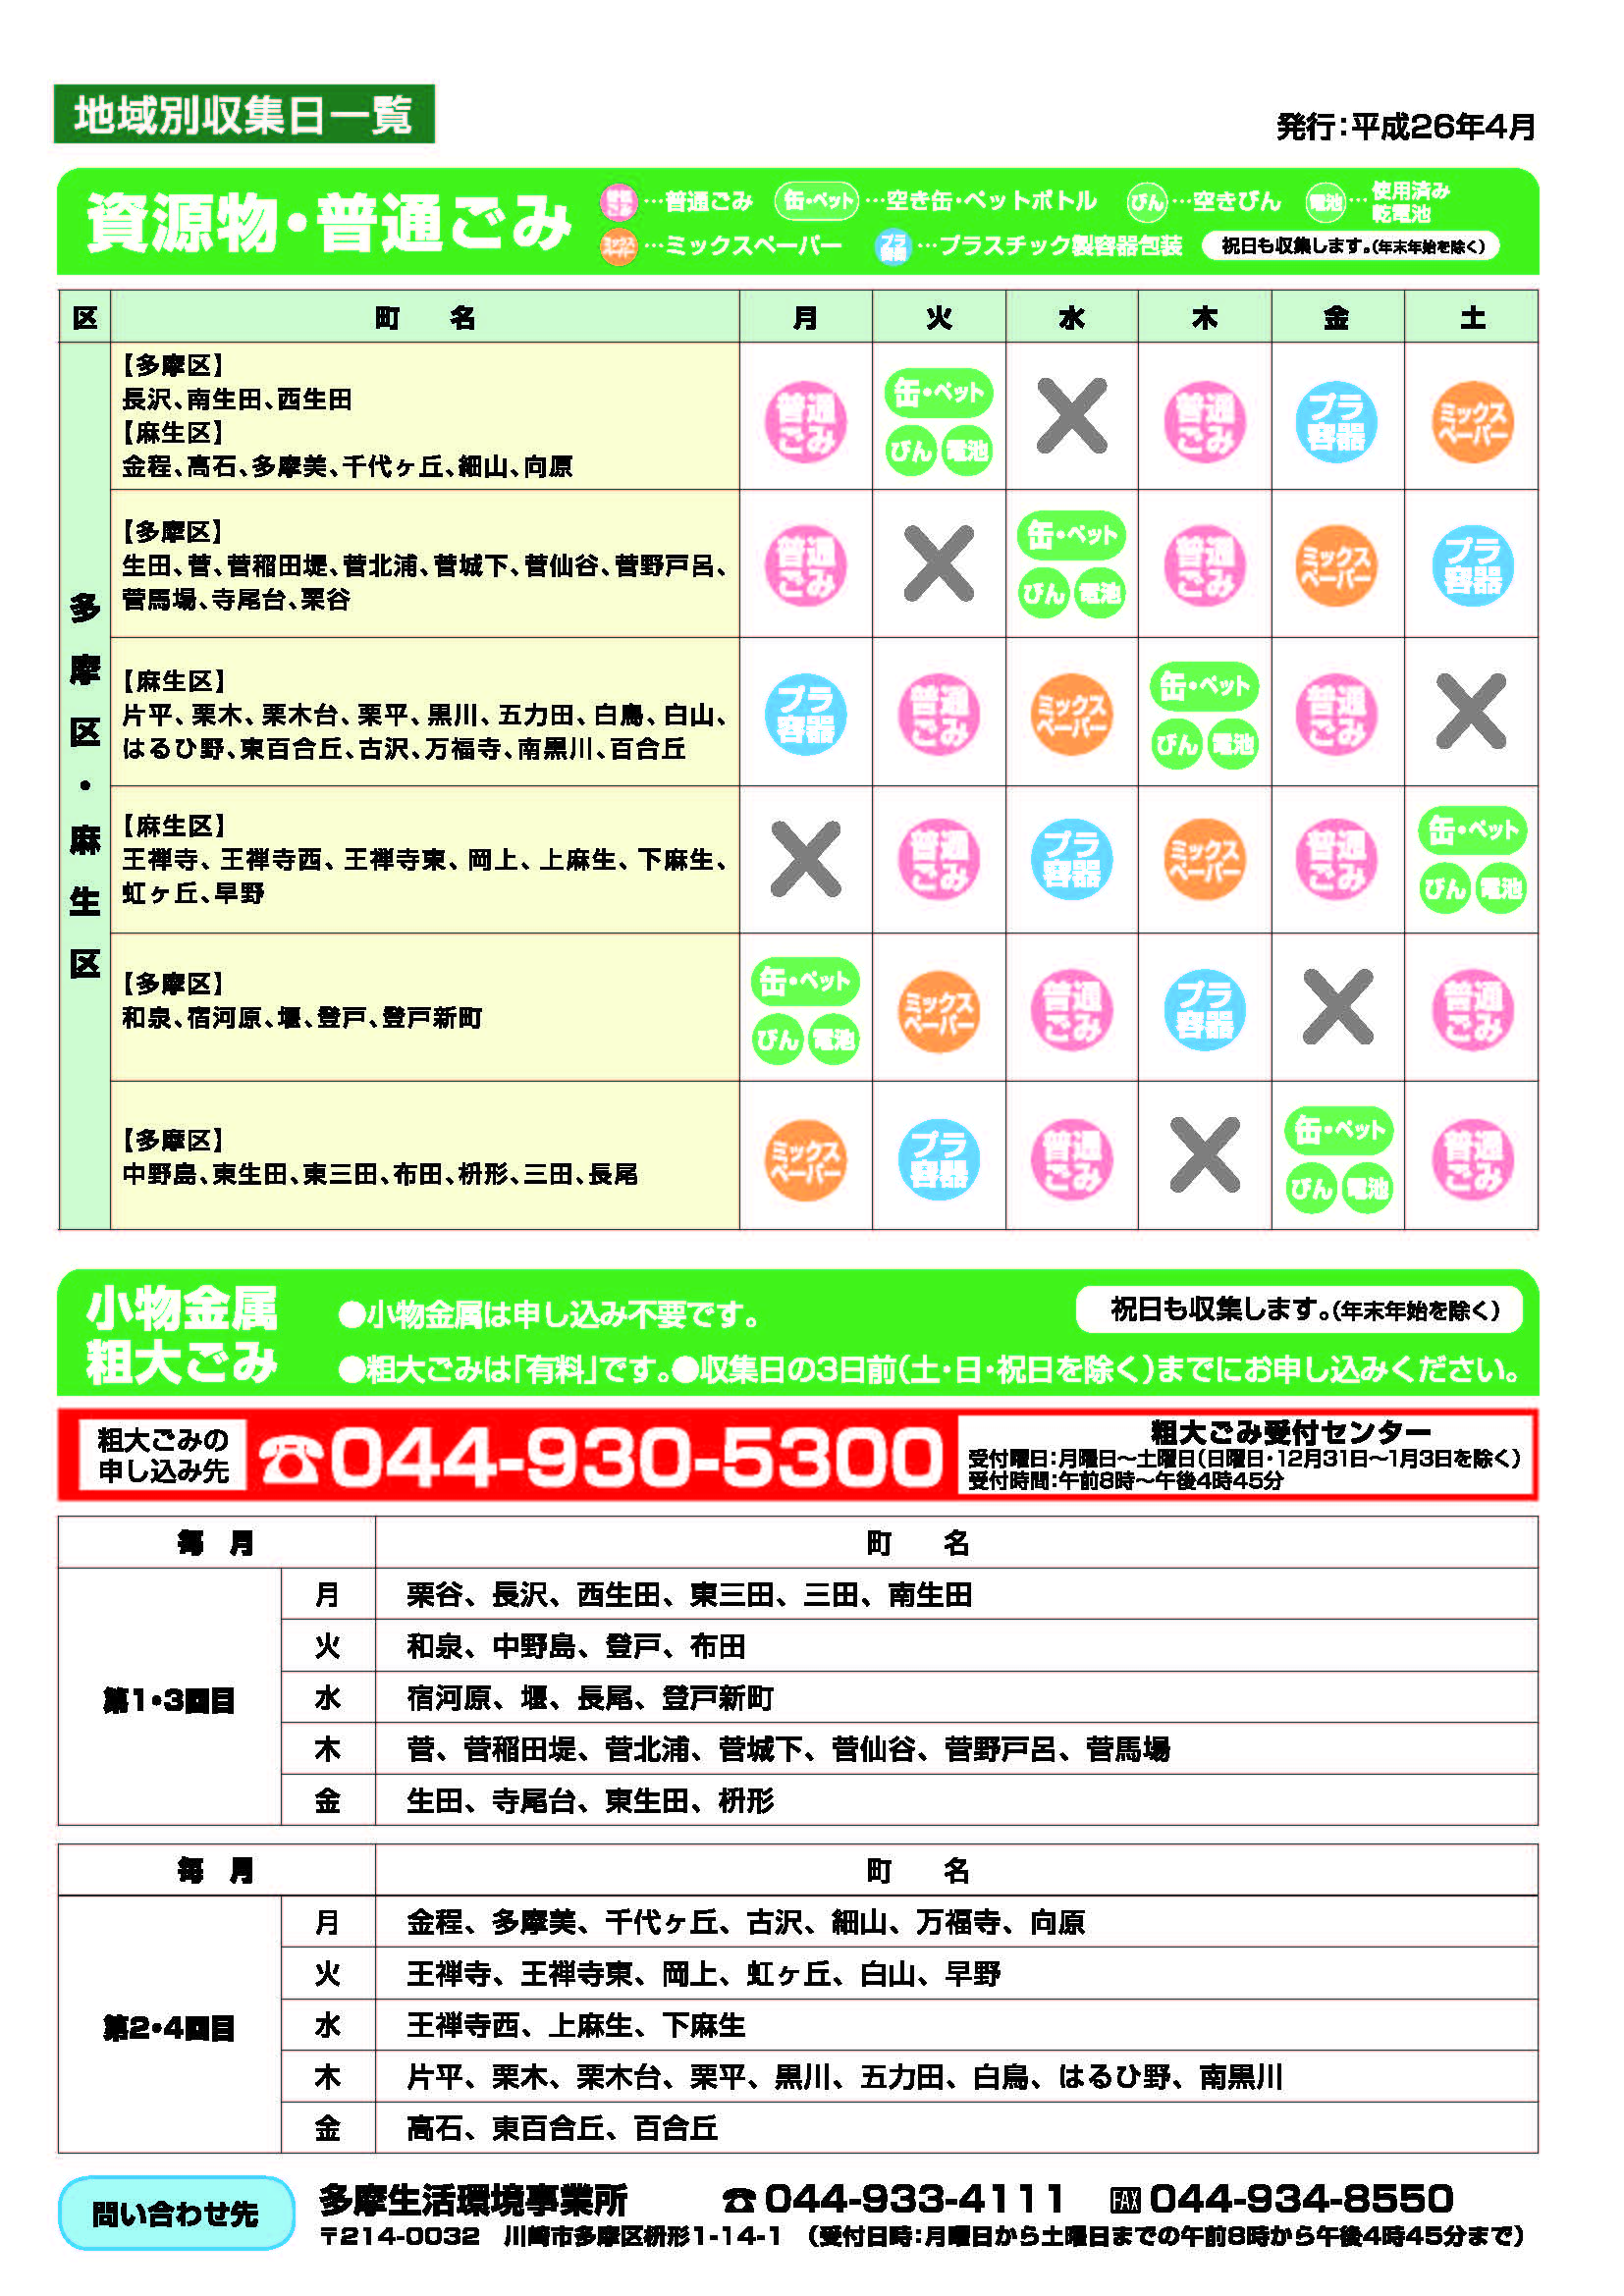 地域別収集日一覧
発行：平成26年4月
資源物・普通ごみ
普通ごみ…普通ごみ 缶・ペット…空き缶・ペットボトル びん…空きびん 電池…使用済み乾電池
ミックスペーパー…ミックスペーパー プラ容器…プラスチック製容器包装 祝日も収集します。（年末年始を除く）
区 町 名 月 火 水 木 金 土
多摩区・麻生区
【多摩区】
長沢、南生田、西生田
【麻生区】
金程、高石、多摩美、千代ヶ丘、細山、向原
普通ごみ 缶・ペット びん 電池 × 普通ごみ プラ容器 ミックスペーパー
【多摩区】
生田、菅、菅稲田堤、菅北浦、菅城下、菅仙谷、菅野戸呂、
菅馬場、寺尾台、栗谷
普通ごみ × 缶・ペット びん 電池 普通ごみ ミックスペーパー プラ容器
【麻生区】
片平、栗木、栗木台、栗平、黒川、五力田、白鳥、白山、
はるひ野、東百合丘、古沢、万福寺、南黒川、百合丘
プラ容器 普通ごみ ミックスペーパー 缶・ペット びん 電池 普通ごみ ×
【麻生区】
王禅寺、王禅寺西、王禅寺東、岡上、上麻生、下麻生、
虹ヶ丘、早野
× 普通ごみ プラ容器 ミックスペーパー 普通ごみ 缶・ペット びん 電池
【多摩区】
和泉、宿河原、堰、登戸、登戸新町
缶・ペット びん 電池 ミックスペーパー 普通ごみ プラ容器 × 普通ごみ
【多摩区】
中野島、東生田、東三田、布田、枡形、三田、長尾
ミックスペーパー プラ容器 普通ごみ × 缶・ペット びん 電池 普通ごみ
小物金属
粗大ごみ
●小物金属は申し込み不要です。
祝日も収集します。（年末年始を除く）
●粗大ごみは「有料」です。●収集日の3日前（土・日・祝日を除く）までにお申し込みください。
粗大ごみの
申し込み先
☎044-930-5300
粗大ごみ受付センター
受付曜日：月曜日～土曜日（日曜日・12月31日～1月3日を除く）
受付時間：午前8時～午後4時45分
毎 月 町 名
第1・3回目
月 栗谷、長沢、西生田、東三田、三田、南生田
火 和泉、中野島、登戸、布田
水 宿河原、堰、長尾、登戸新町
木 菅、菅稲田堤、菅北浦、菅城下、菅仙谷、菅野戸呂、菅馬場
金 生田、寺尾台、東生田、枡形
毎 月 町 名
第2・4回目
月 金程、多摩美、千代ヶ丘、古沢、細山、万福寺、向原
火 王禅寺、王禅寺東、岡上、虹ヶ丘、白山、早野
水 王禅寺西、上麻生、下麻生
木 片平、栗木、栗木台、栗平、黒川、五力田、白鳥、はるひ野、南黒川
金 高石、東百合丘、百合丘
問い合わせ先
多摩生活環境事業所 ☎044-933-4111 FAX 044-934-8550
〒214-0032 川崎市多摩区枡形1-14-1 （受付日時：月曜日から土曜日までの午前8時から午後4時45分まで）